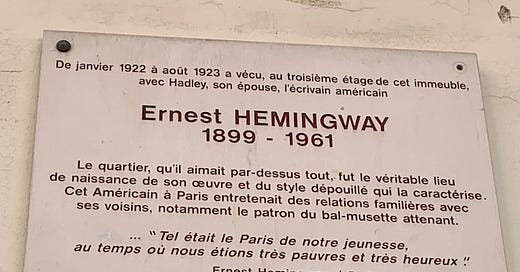 De janvier 1922 à août 1923 a vécu, au troisième étage de cet immeuble,
avec Hadley, son épouse, l'écrivain américain
Ernest HEMINGWAY
1899 - 1961
Le quartier, qu'il aimait par-dessus tout, fut le véritable lieu
de naissance de son œuvre et du style dépouillé qui la caractérise.
Cet Américain à Paris entretenait des relations familières avec
ses voisins, notamment le patron du bal-musette attenant.
... “Tel était le Paris de notre jeunesse,
au temps où nous étions très pauvres et très heureux”.
Ernest